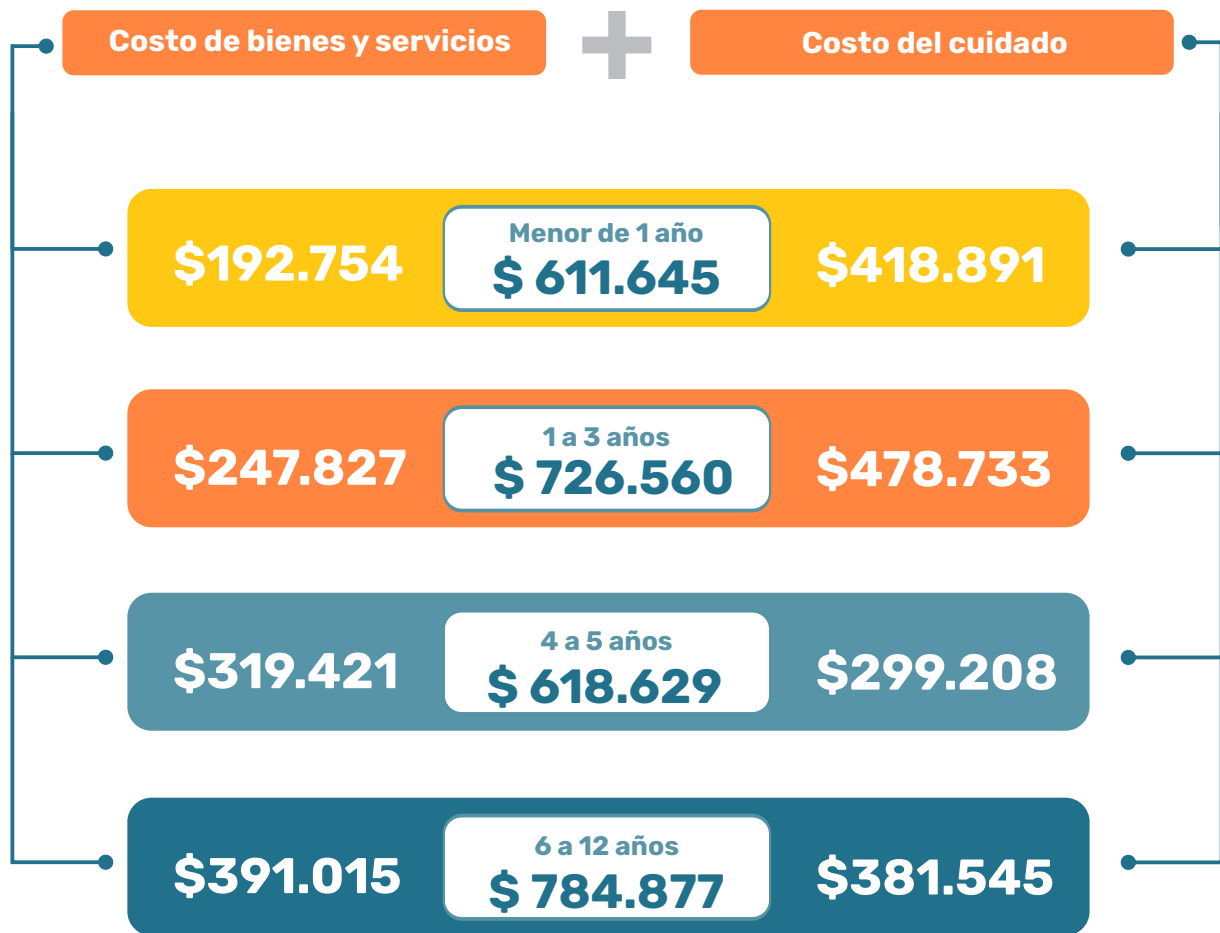 Costo de bienes y servicios
+
Costo del cuidado
$192.754
Menor de 1 año
$ 611.645
$418.891
$247.827
1 a 3 años
$ 726.560
$478.733
$319.421
4 a 5 años
$ 618.629
$299.208
$391.015
6 a 12 años
$ 784.877
$381.545